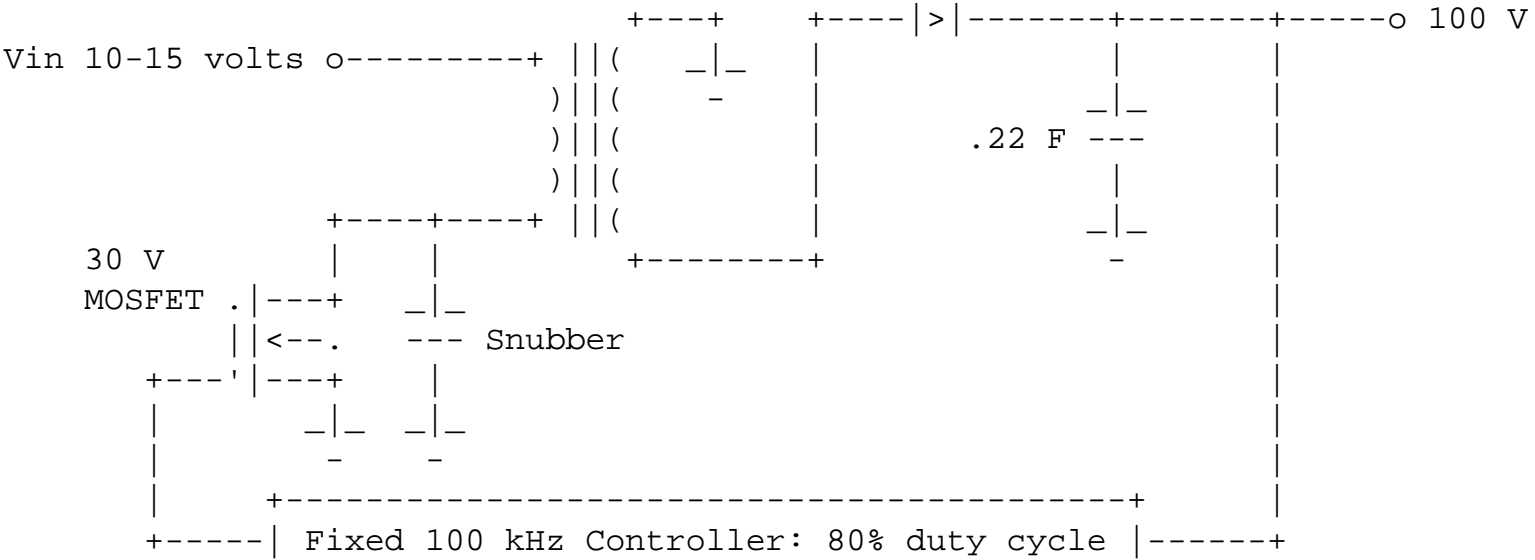 100 V
Vin 10-15 volts
.22 F
30 V
MOSFET
Snubber
Fixed 100 kHz Controller: 80% duty cycle